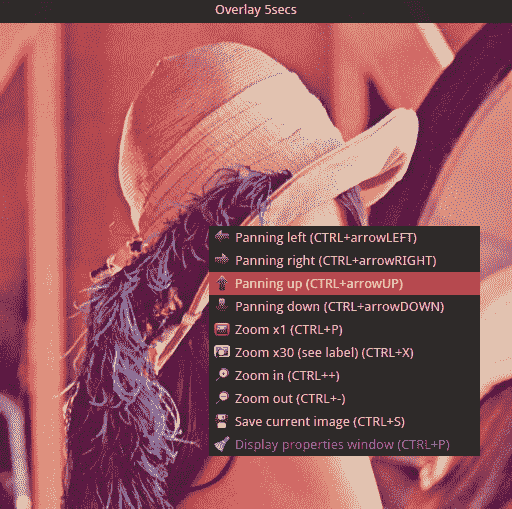 Overlay 5secs
Panning left (CTRL+arrowLEFT)
Panning right (CTRL+arrowRIGHT)
Panning up (CTRL+arrowUP)
Panning down (CTRL+arrowDOWN)
Zoom x1 (CTRL+P)
Zoom x30 (see label) (CTRL+X)
Zoom in (CTRL++)
Zoom out (CTRL+-)
Save current image (CTRL+S)
Display properties window (CTRL+P)